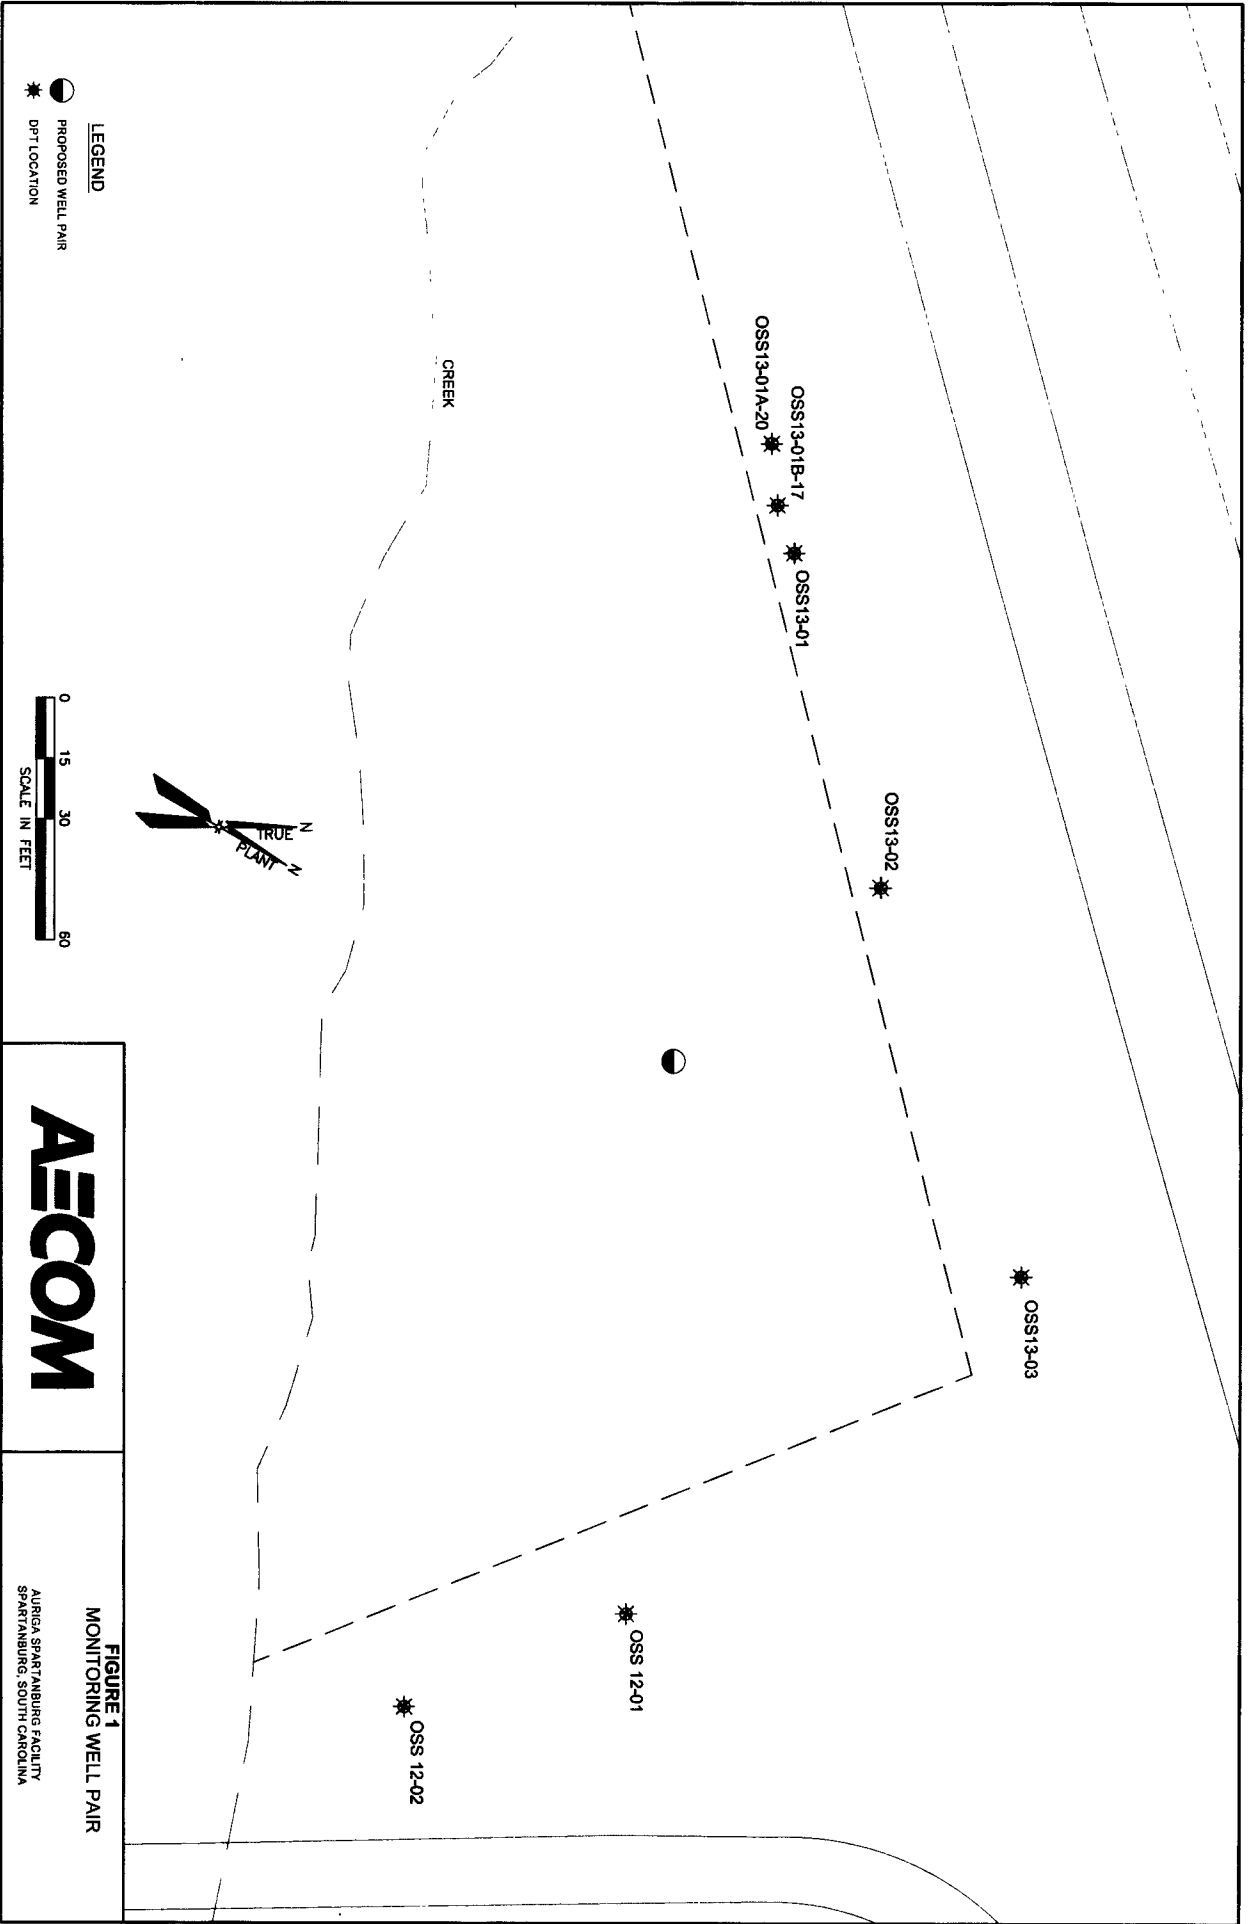 OSS13-01A-20
OSS13-01B-17
OSS13-01
OSS13-02
OSS13-03
OSS 12-01
OSS 12-02
CREEK
LEGEND
PROPOSED WELL PAIR
DPT LOCATION
N
TRUE
N
PLANT
0 15 30 60
SCALE IN FEET
AECOM
FIGURE 1
MONITORING WELL PAIR
AURIGA SPARTANBURG FACILITY
SPARTANBURG, SOUTH CAROLINA